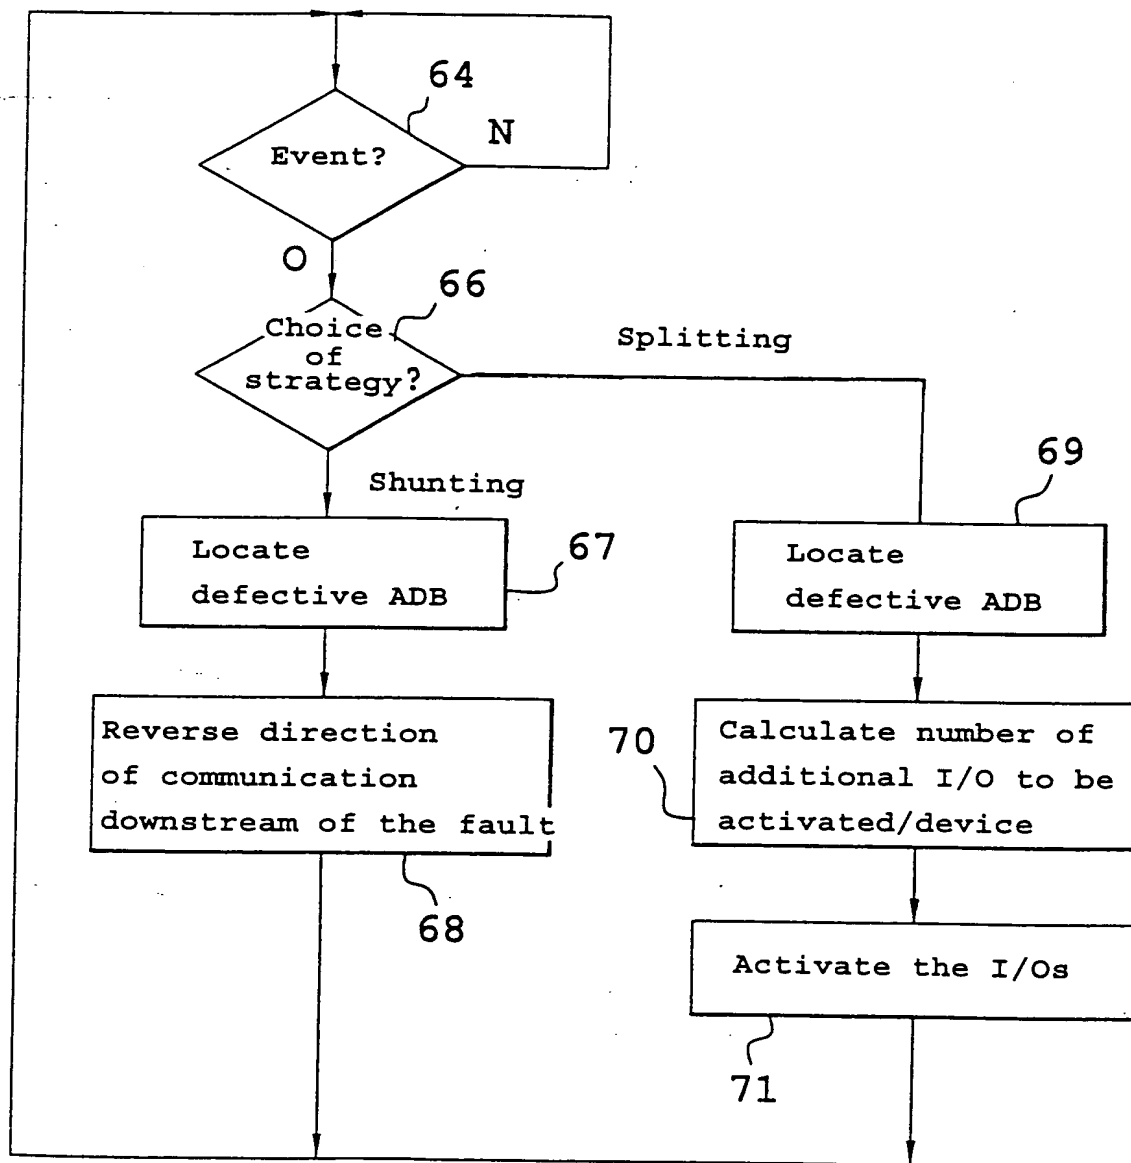 64
N
Event?
O
66
Choice
of
strategy?
Splitting
Shunting
69
Locate
defective ADB
67
Locate
defective ADB
Reverse direction
of communication
downstream of the fault
68
70
Calculate number of
additional I/O to be
activated/device
Activate the I/Os
71